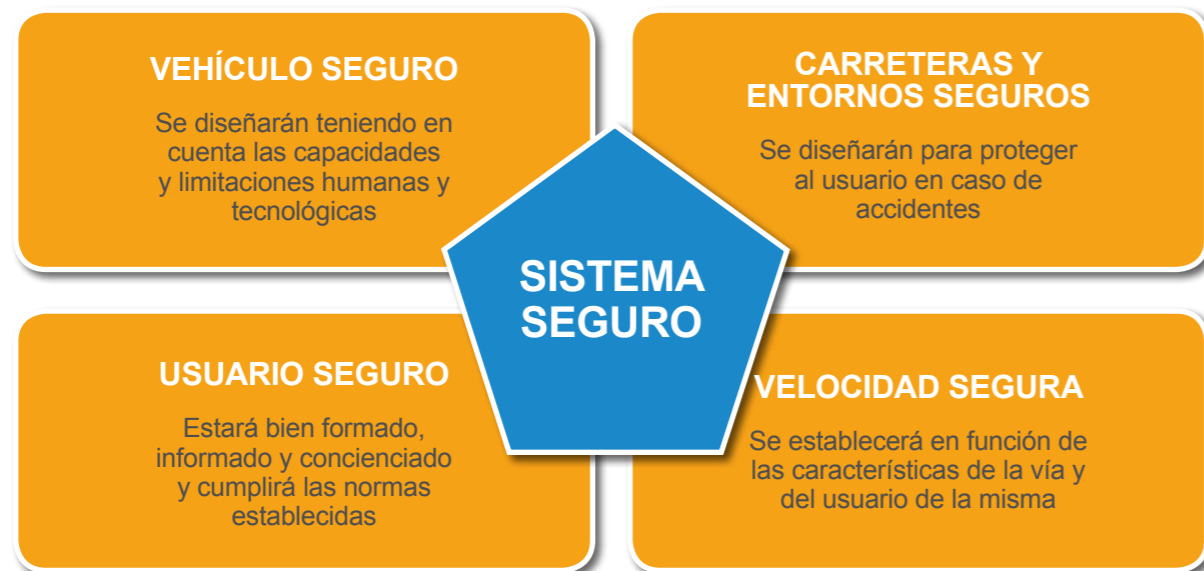 VEHÍCULO SEGURO
Se diseñarán teniendo en
cuenta las capacidades
y limitaciones humanas y
tecnológicas
CARRETERAS Y
ENTORNOS SEGUROS
Se diseñarán para proteger
al usuario en caso de
accidentes
SISTEMA
SEGURO
USUARIO SEGURO
Estará bien formado,
informado y concienciado
y cumplirá las normas
establecidas
VELOCIDAD SEGURA
Se establecerá en función de
las características de la vía y
del usuario de la misma